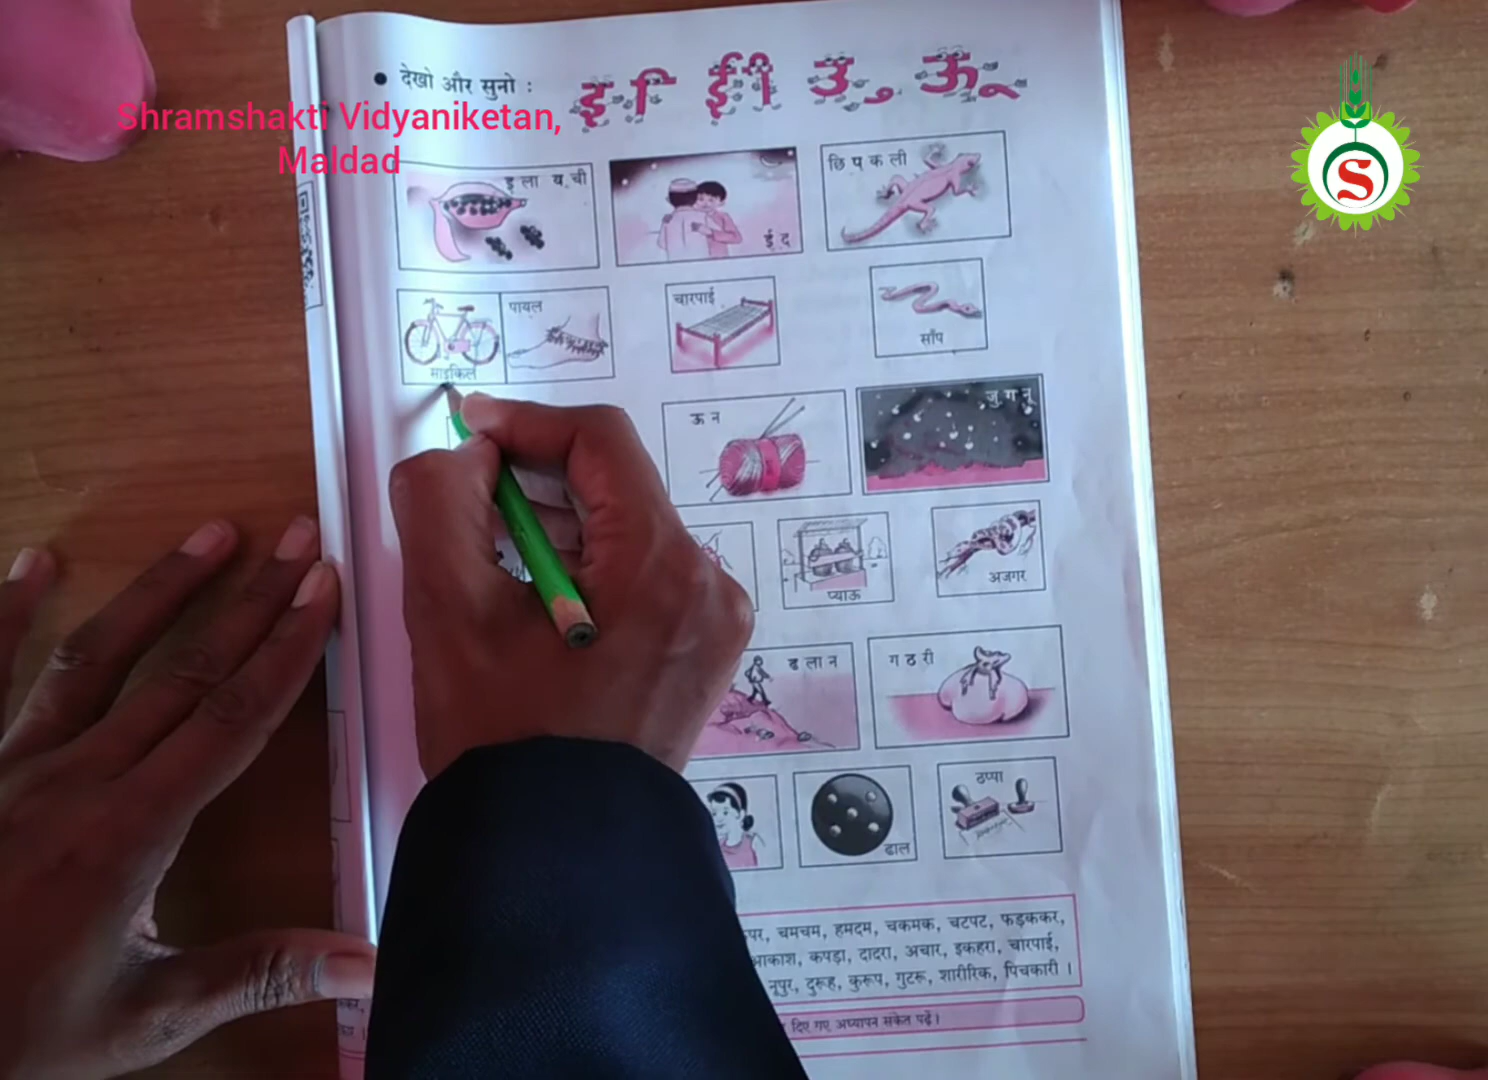 ● देखो और सुनो :
इ ि ई ी उ ु ऊ ू
Shramshakti Vidyaniketan,
Maldad
इ ला य ची
ई द
छि प क ली
साइकिल
पायल
चारपाई
साँप
ऊ न
जु ग नू
प्याऊ
अजगर
ढ ला न
ग ठ री
ढाल
ठप्पा
चमचम, हमदम, चकमक, चटपट, फड़ककर,
कपड़ा, दादरा, अचार, इकहरा, चारपाई,
नूपुर, दुरूह, कुरूप, गुटरू, शारीरिक, पिचकारी ।
दिए गए अध्यापन संकेत पढ़ें।
S